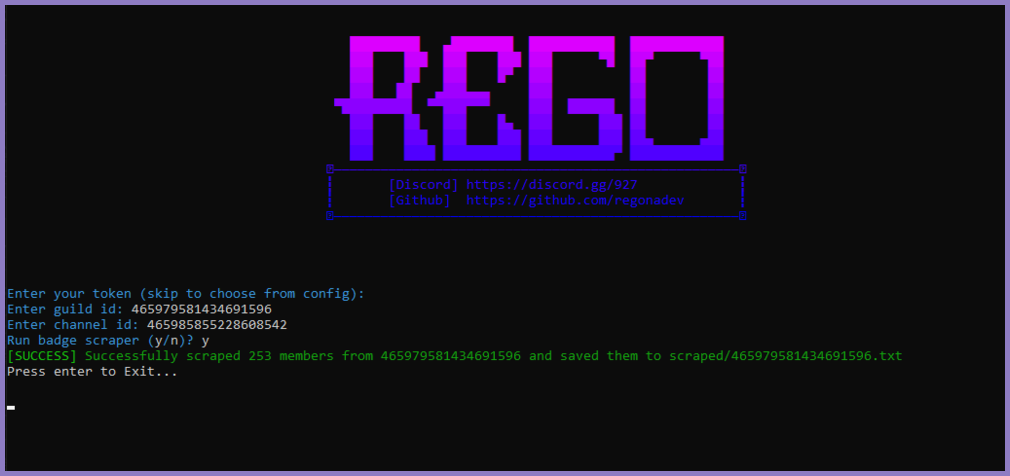 REGO
[Discord] https://discord.gg/927
[Github] https://github.com/regonadev
Enter your token (skip to choose from config):
Enter guild id: 465979581434691596
Enter channel id: 465985855228608542
Run badge scraper (y/n)? y
[SUCCESS] Successfully scraped 253 members from 465979581434691596 and saved them to scraped/465979581434691596.txt
Press enter to Exit...